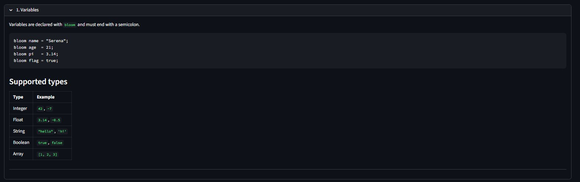 1. Variables
Variables are declared with bloom and must end with a semicolon.
bloom name = "Serena";
bloom age = 21;
bloom pi = 3.14;
bloom flag = true;
Supported types
Type Example
Integer
Float 3.14, -0.5
String "hello", "Hi"
Boolean true, false
Array [1, 2, 3]